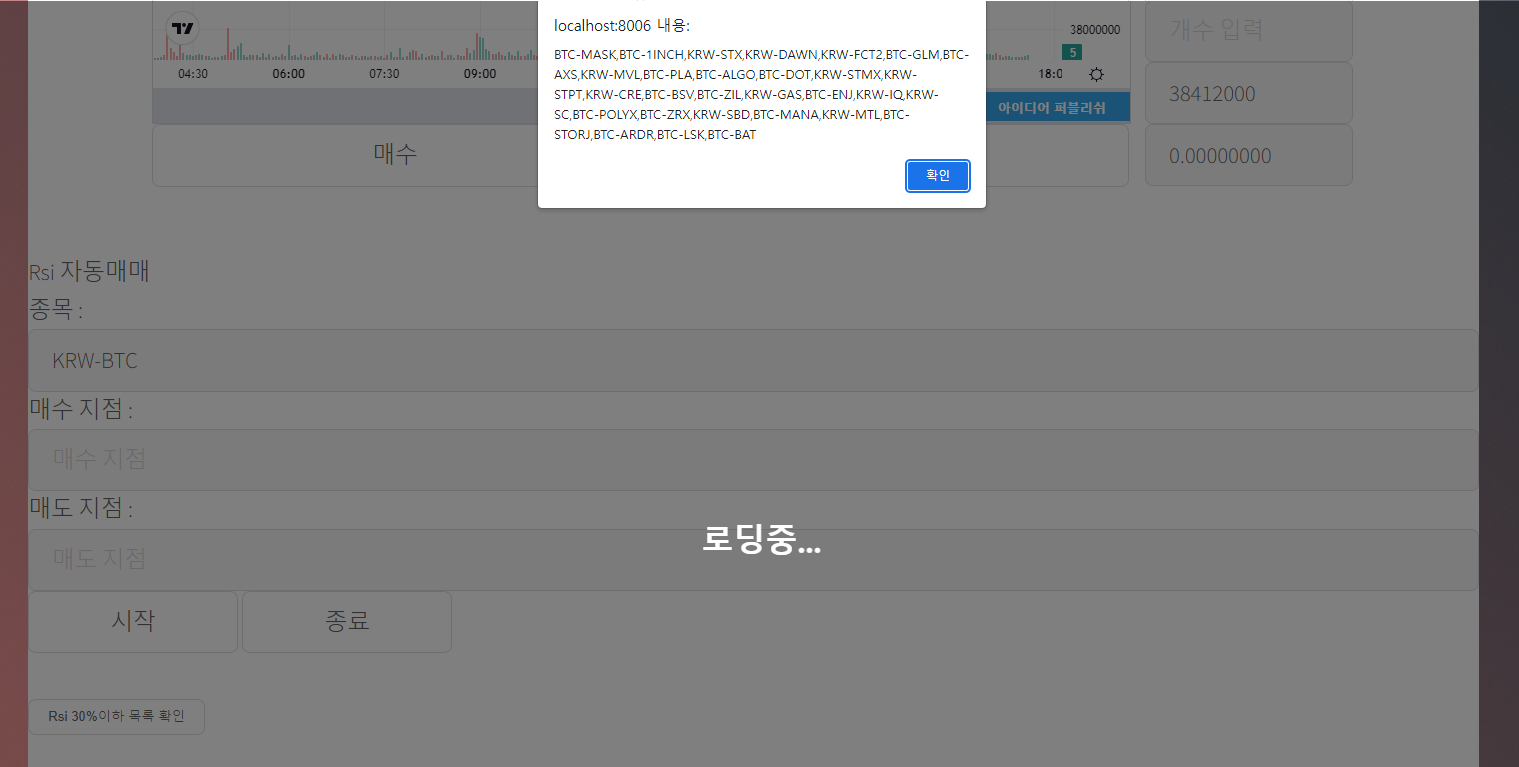 localhost:8006 내용:
BTC-MASK,BTC-1INCH,KRW-STX,KRW-DAWN,KRW-FCT2,BTC-GLM,BTC-
AXS,KRW-MVL,BTC-PLA,BTC-ALGO,BTC-DOT,KRW-STMX,KRW-
STPT,KRW-CRE,BTC-BSV,BTC-ZIL,KRW-GAS,BTC-ENJ,KRW-IQ,KRW-
SC,BTC-POLYX,BTC-ZRX,KRW-SBD,BTC-MANA,KRW-MTL,BTC-
STORJ,BTC-ARDR,BTC-LSK,BTC-BAT
확인
38000000
5
04:30 06:00 07:30 09:00 18:0
아이디어 퍼블리쉬
매수
개수 입력
38412000
0.00000000
Rsi 자동매매
종목 :
KRW-BTC
매수 지점 :
매수 지점
매도 지점 :
매도 지점
로딩중...
시작 종료
Rsi 30%이하 목록 확인